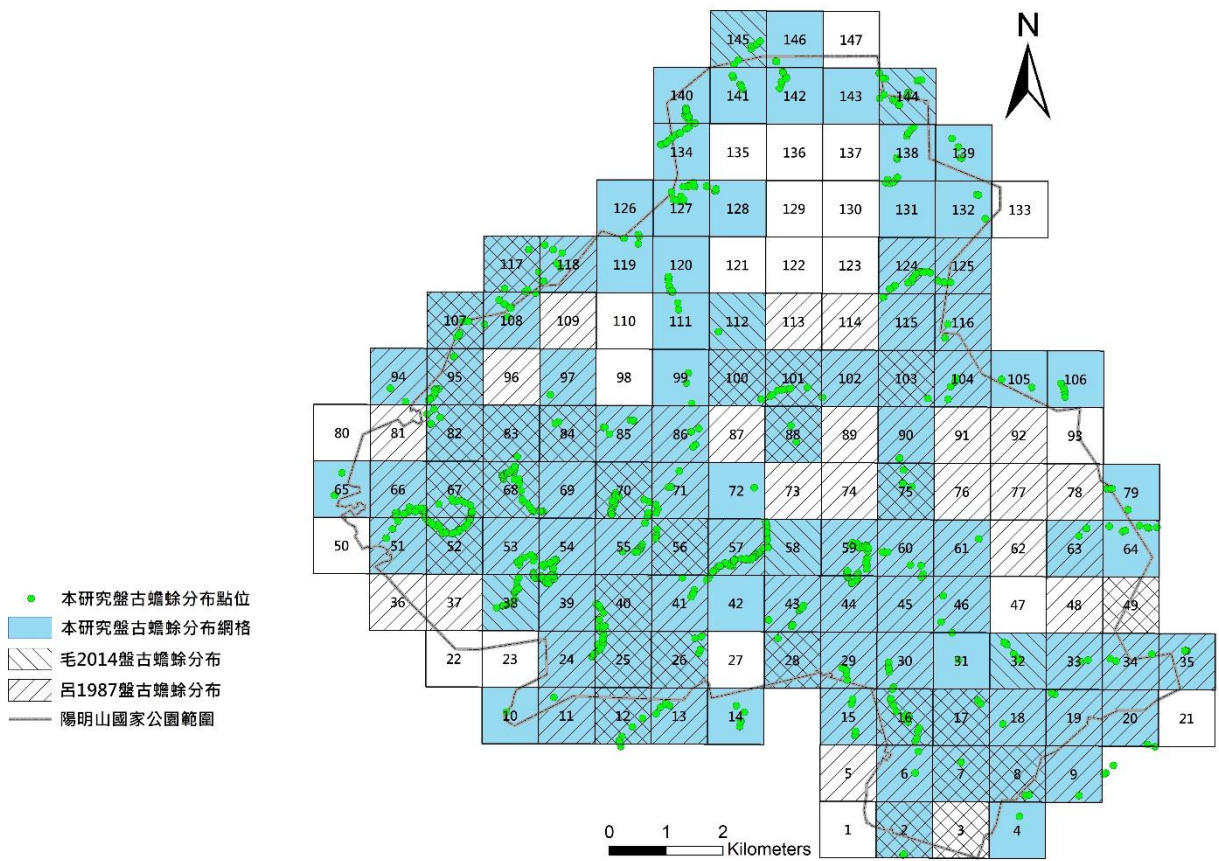 N
145 146 147
140 141 142 143 144
134 135 136 137 138 139
126 127 128 129 130 131 132 133
117 118 119 120 121 122 123 124 125
107 108 109 110 111 112 113 114 115 116
94 95 96 97 98 99 100 101 102 103 104 105 106
80 81 82 83 84 85 86 87 88 89 90 91 92 93
65 66 67 68 69 70 71 72 73 74 75 76 77 78 79
50 51 52 53 54 55 56 57 58 59 60 61 62 63 64
36 37 38 39 40 41 42 43 44 45 46 47 48 49
22 23 24 25 26 27 28 29 30 31 32 33 34 35
10 11 12 13 14 15 16 17 18 19 20 21
5 6 7 8 9
1 2 3 4
本研究盤古蟾蜍分布點位
本研究盤古蟾蜍分布網格
毛2014盤古蟾蜍分布
呂1987盤古蟾蜍分布
陽明山國家公園範圍
0 1 2
Kilometers